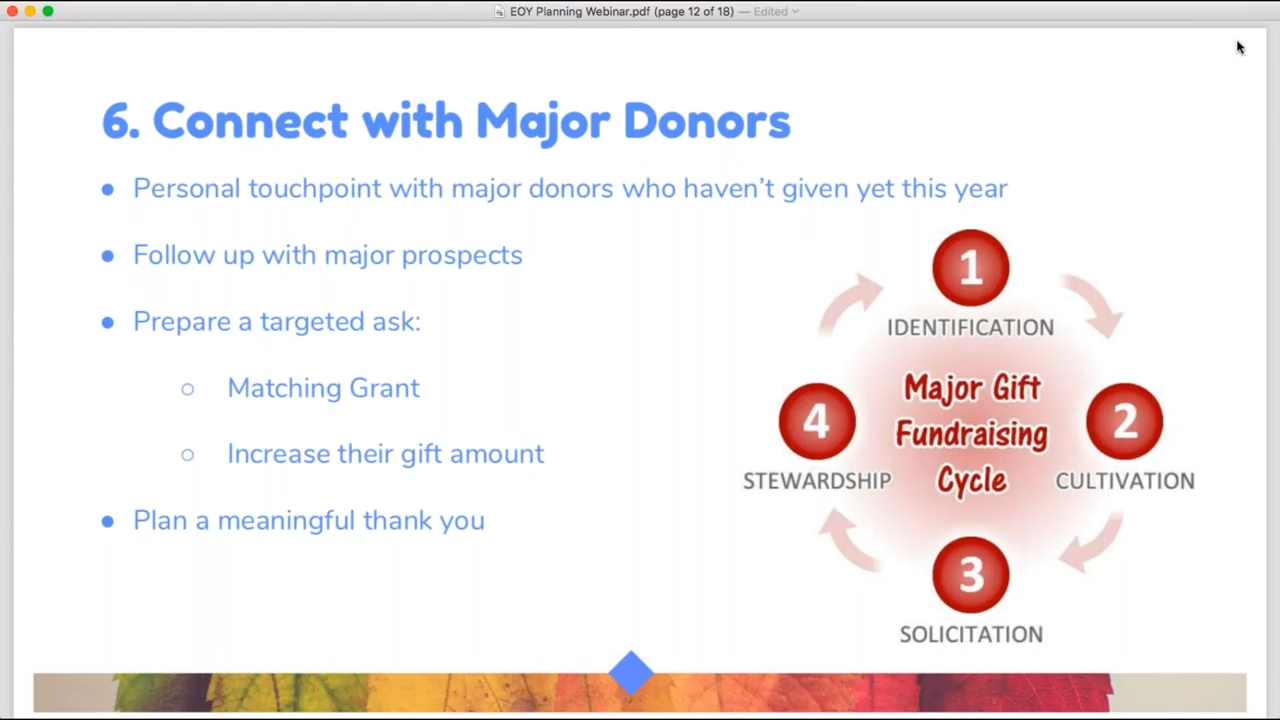 EOY Planning Webinar.pdf (page 12 of 18) — Edited
6. Connect with Major Donors
● Personal touchpoint with major donors who haven’t given yet this year
● Follow up with major prospects
● Prepare a targeted ask:
○ Matching Grant
○ Increase their gift amount
● Plan a meaningful thank you
1
IDENTIFICATION
Major Gift
Fundraising
Cycle
2
CULTIVATION
3
SOLICITATION
4
STEWARDSHIP